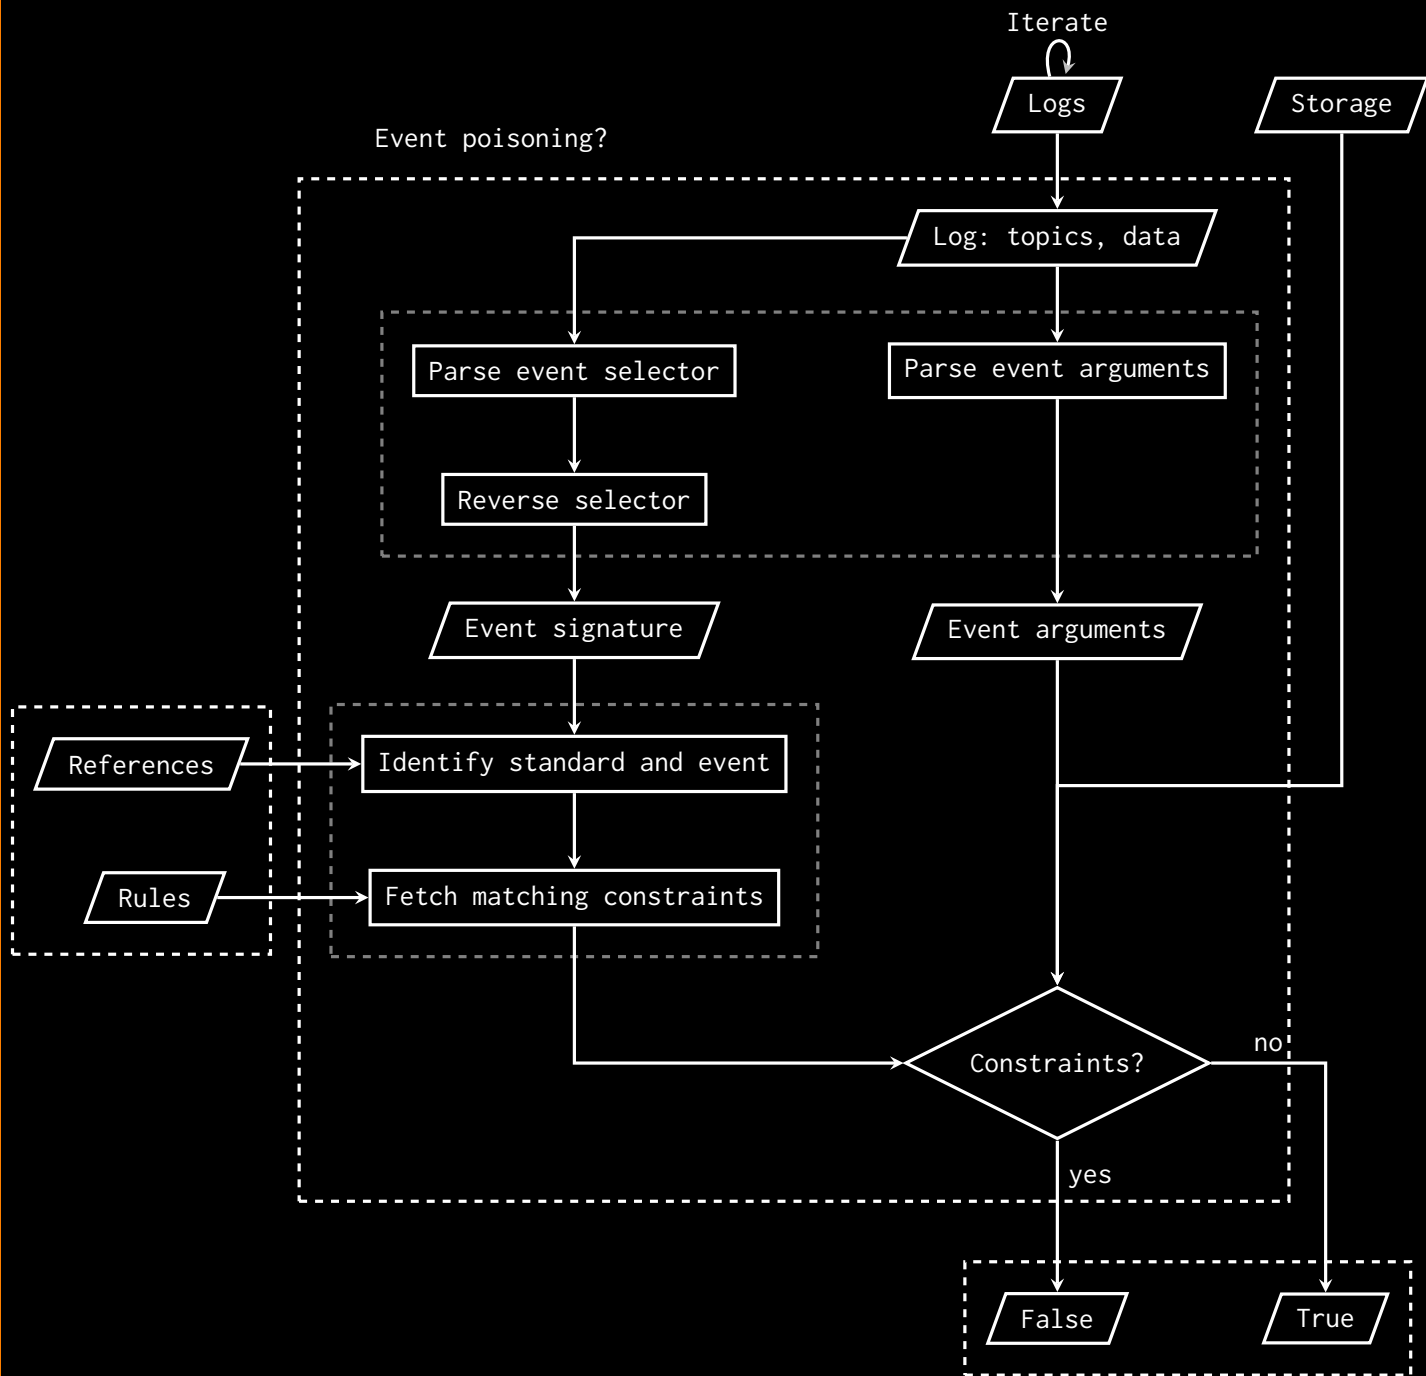 Iterate
Logs
Storage
Event poisoning?
Log: topics, data
Parse event selector
Parse event arguments
Reverse selector
Event signature
Event arguments
References
Identify standard and event
Rules
Fetch matching constraints
Constraints?
no
yes
False
True